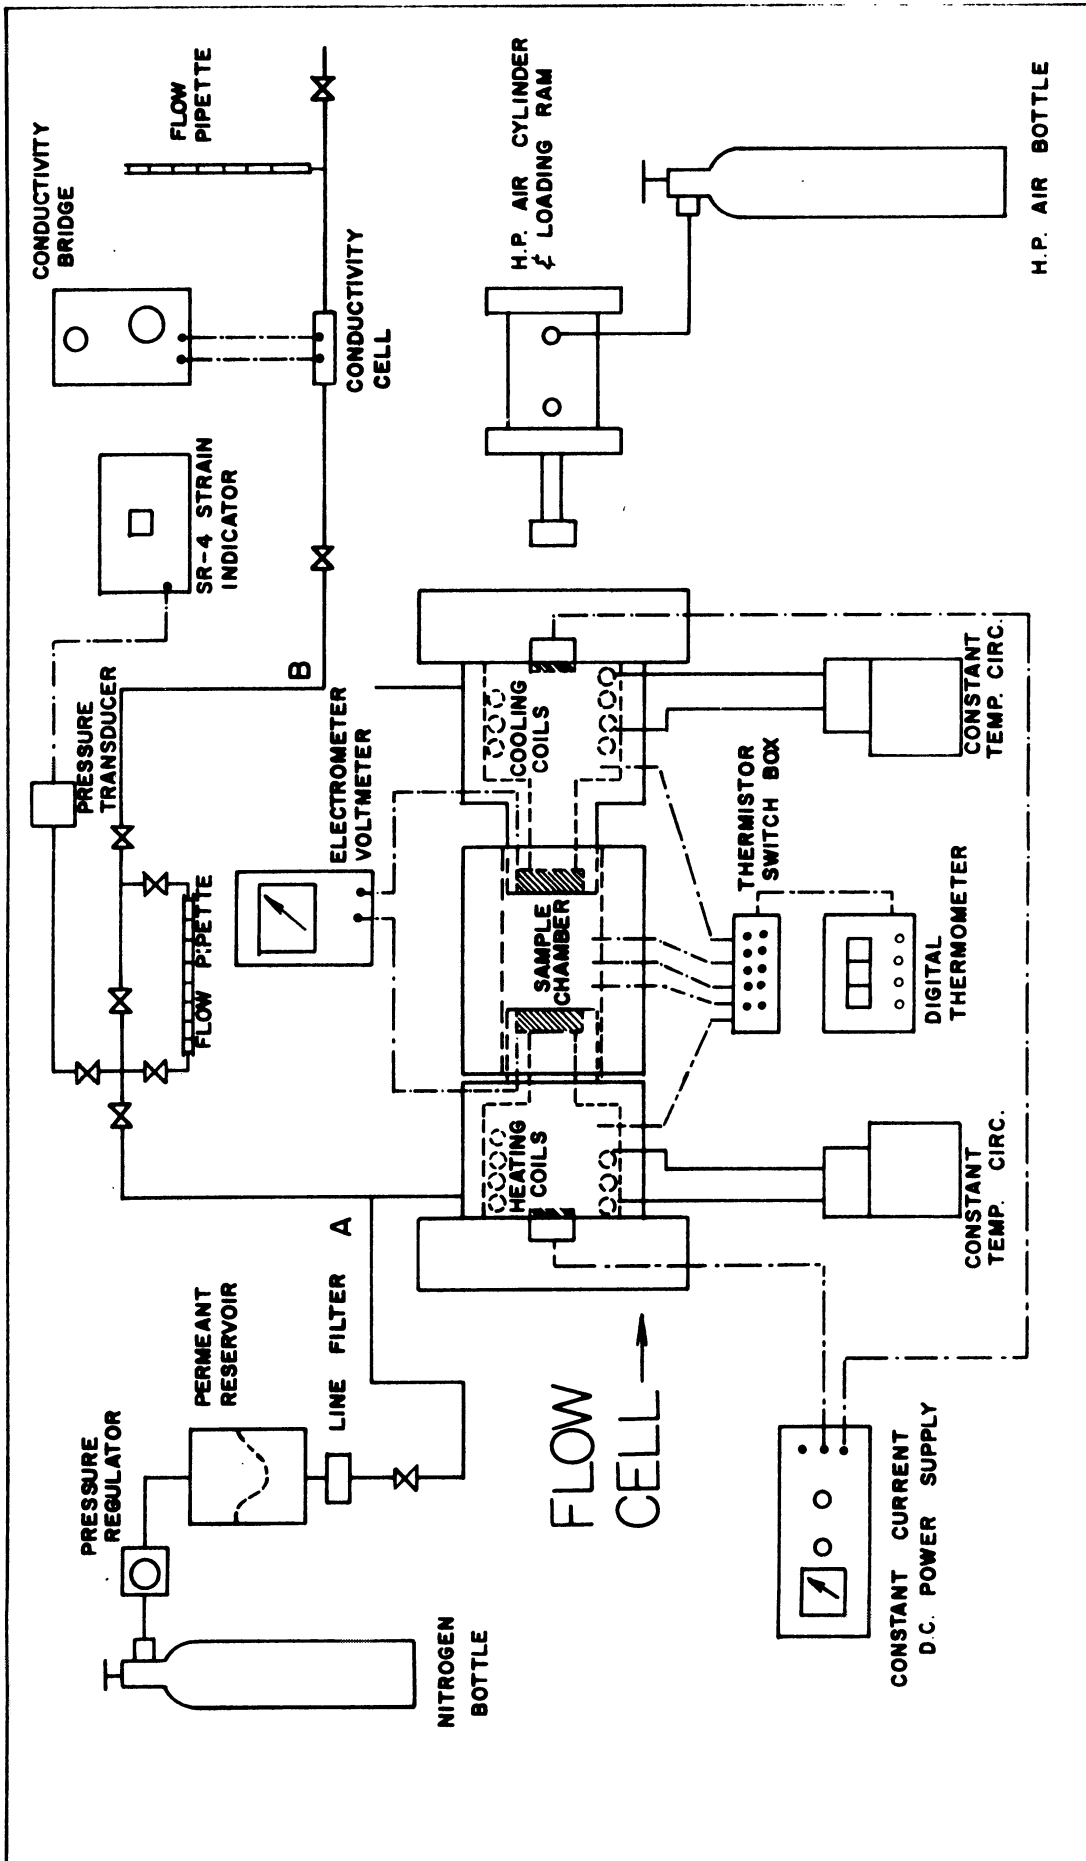 NITROGEN
BOTTLE
PRESSURE
REGULATOR
PERMEANT
RESERVOIR
LINE FILTER
A
FLOW PIPETTE
PRESSURE
TRANSDUCER
B
SR-4 STRAIN
INDICATOR
CONDUCTIVITY
BRIDGE
CONDUCTIVITY
CELL
FLOW
PIPETTE
ELECTROMETER
VOLTMETER
FLOW
CELL
HEATING
COILS
SAMPLE
CHAMBER
COOLING
COILS
H.P. AIR CYLINDER
& LOADING RAM
H.P. AIR BOTTLE
CONSTANT CURRENT
D.C. POWER SUPPLY
CONSTANT
TEMP. CIRC.
THERMISTOR
SWITCH BOX
DIGITAL
THERMOMETER
CONSTANT
TEMP. CIRC.